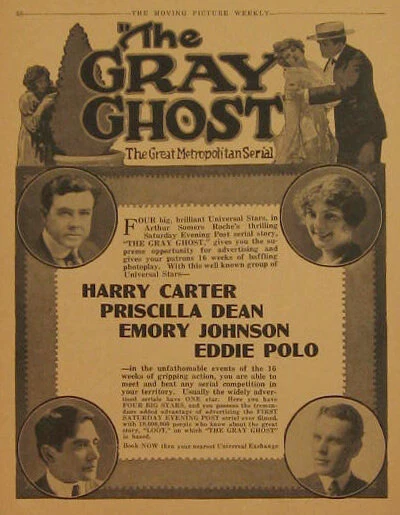 THE MOVING PICTURE WEEKLY
"The
GRAY
GHOST"
The Great Metropolitan Serial
FOUR big, brilliant Universal Stars, in
Arthur Somers Roche's thrilling
Saturday Evening Post serial story,
"THE GRAY GHOST," gives you the su-
preme opportunity for advertising and
gives your patrons 16 weeks of baffling
photoplay. With this well known group of
Universal Stars—
HARRY CARTER
PRISCILLA DEAN
EMORY JOHNSON
EDDIE POLO
—in the unfathomable events of the 16
weeks of gripping action, you are able to
meet and beat any serial competition in
your territory. Usually the widely adver-
tised serials have ONE star. Here you have
FOUR BIG STARS, and you possess the tremen-
dous added advantage of advertising the FIRST
SATURDAY EVENING POST serial ever filmed,
with 10,000,000 people who know about the great
story, "LOOT," on which "THE GRAY GHOST"
is based.
Book NOW thru your nearest Universal Exchange